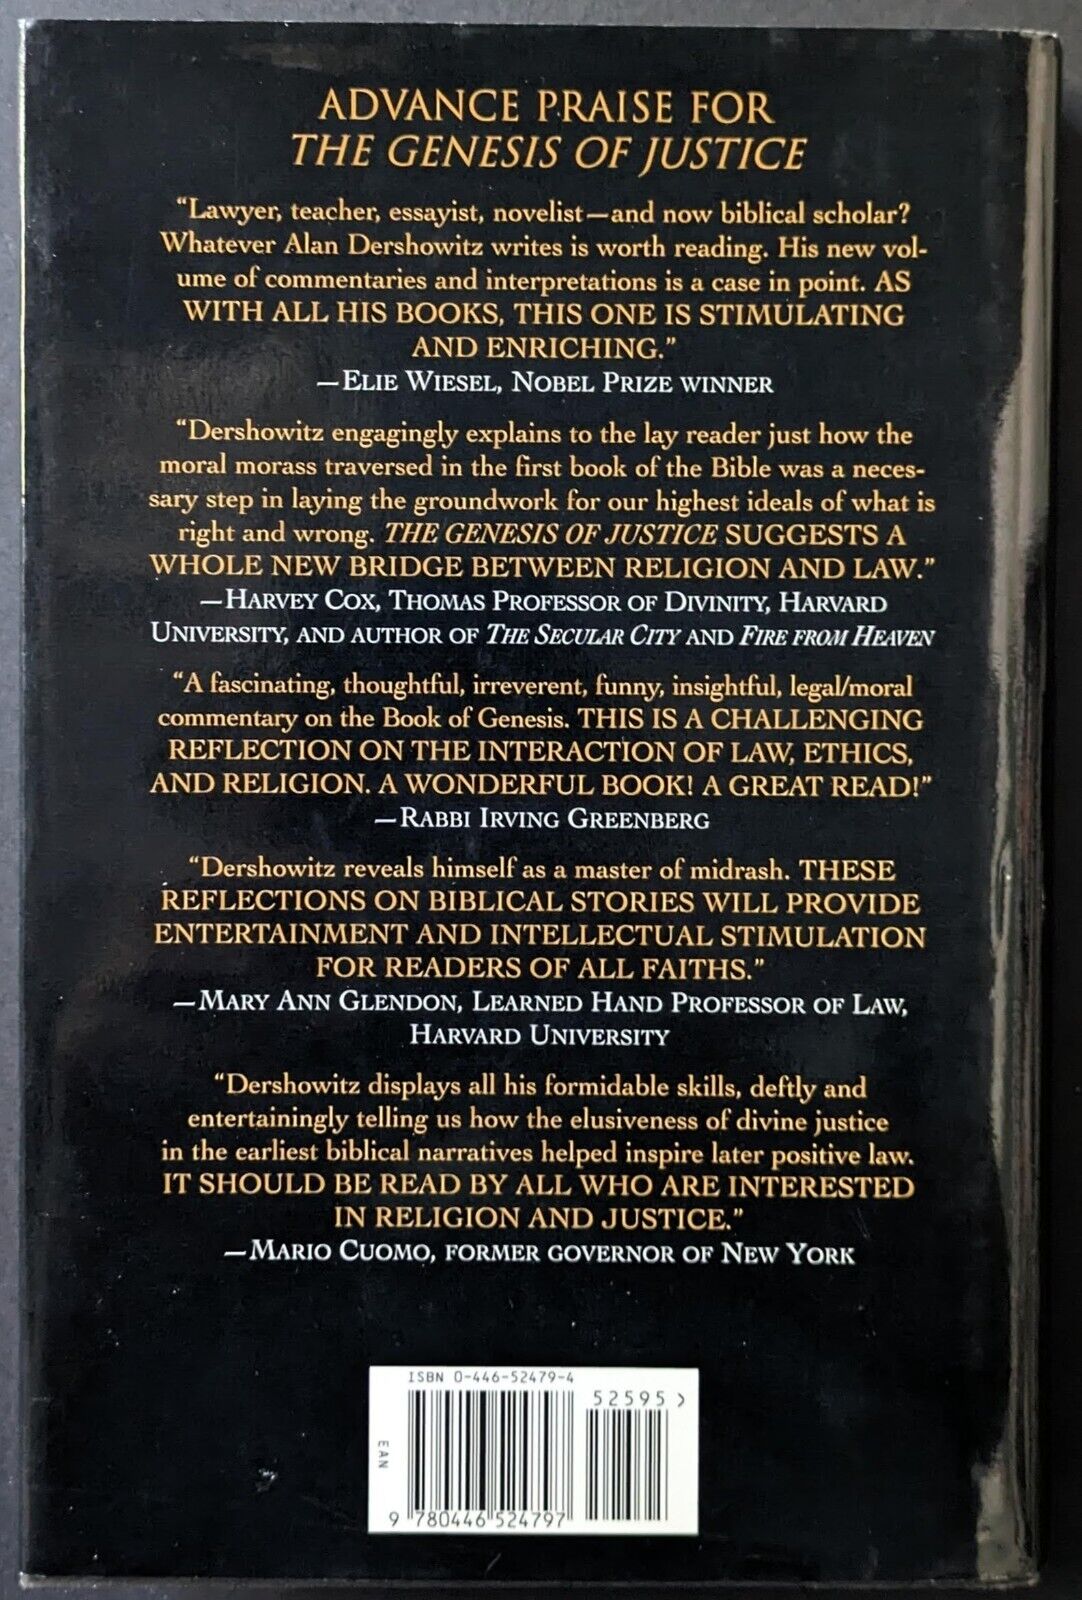 ADVANCE PRAISE FOR
THE GENESIS OF JUSTICE
“Lawyer, teacher, essayist, novelist—and now biblical scholar?
Whatever Alan Dershowitz writes is worth reading. His new vol-
ume of commentaries and interpretations is a case in point. AS
WITH ALL HIS BOOKS, THIS ONE IS STIMULATING
AND ENRICHING.”
—ELIE WIESEL, NOBEL PRIZE WINNER
“Dershowitz engagingly explains to the lay reader just how the
moral morass traversed in the first book of the Bible was a neces-
sary step in laying the groundwork for our highest ideals of what is
right and wrong. THE GENESIS OF JUSTICE SUGGESTS A
WHOLE NEW BRIDGE BETWEEN RELIGION AND LAW.”
—HARVEY COX, THOMAS PROFESSOR OF DIVINITY, HARVARD
UNIVERSITY, AND AUTHOR OF THE SECULAR CITY AND FIRE FROM HEAVEN
“A fascinating, thoughtful, irreverent, funny, insightful, legal/moral
commentary on the Book of Genesis. THIS IS A CHALLENGING
REFLECTION ON THE INTERACTION OF LAW, ETHICS,
AND RELIGION. A WONDERFUL BOOK! A GREAT READ!”
—RABBI IRVING GREENBERG
“Dershowitz reveals himself as a master of midrash. THESE
REFLECTIONS ON BIBLICAL STORIES WILL PROVIDE
ENTERTAINMENT AND INTELLECTUAL STIMULATION
FOR READERS OF ALL FAITHS.”
—MARY ANN GLENDON, LEARNED HAND PROFESSOR OF LAW,
HARVARD UNIVERSITY
“Dershowitz displays all his formidable skills, deftly and
entertainingly telling us how the elusiveness of divine justice
in the earliest biblical narratives helped inspire later positive law.
IT SHOULD BE READ BY ALL WHO ARE INTERESTED
IN RELIGION AND JUSTICE.”
—MARIO CUOMO, FORMER GOVERNOR OF NEW YORK
ISBN 0-446-52479-4
52595>
EAN
9 780446 524797